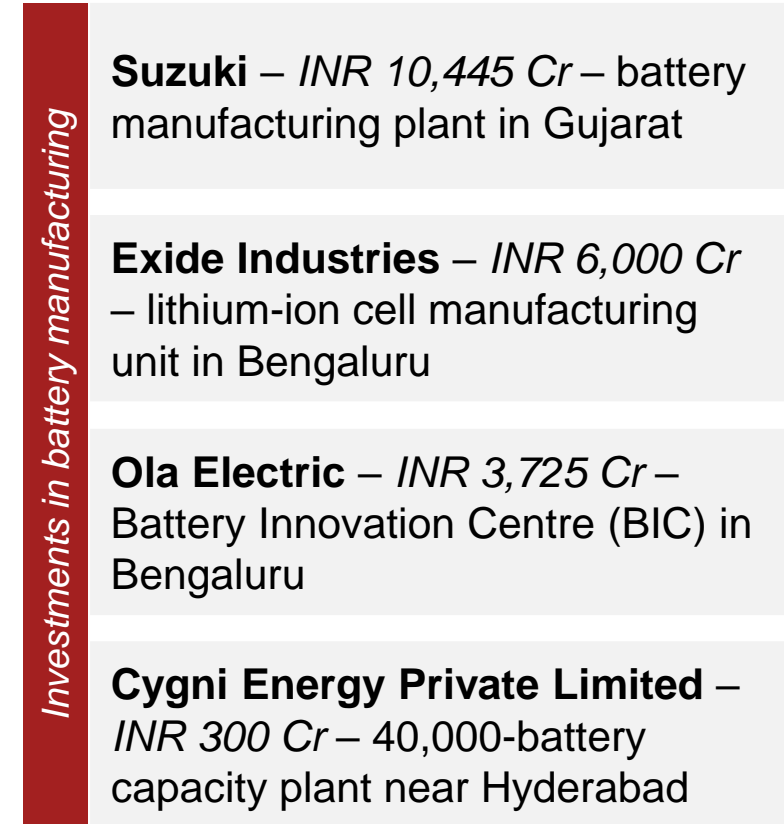 Investments in battery manufacturing
Suzuki – INR 10,445 Cr – battery
manufacturing plant in Gujarat
Exide Industries – INR 6,000 Cr
– lithium-ion cell manufacturing
unit in Bengaluru
Ola Electric – INR 3,725 Cr –
Battery Innovation Centre (BIC) in
Bengaluru
Cygni Energy Private Limited –
INR 300 Cr – 40,000-battery
capacity plant near Hyderabad